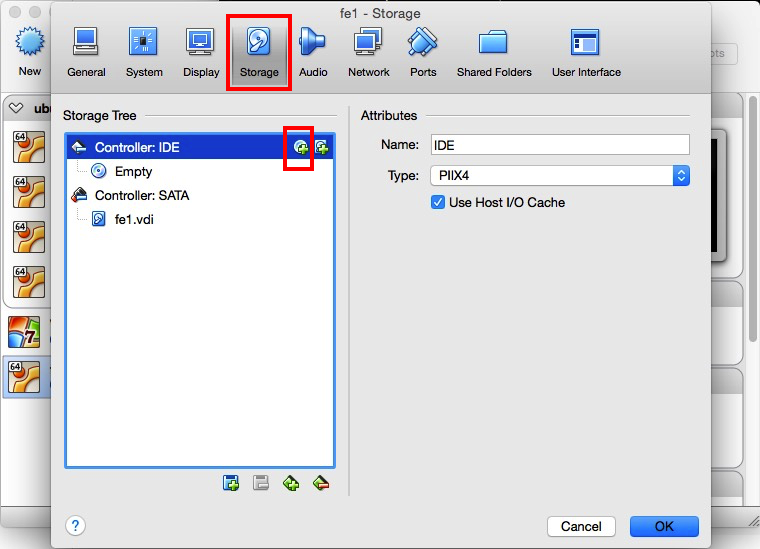 fe1 - Storage
New
General
System
Display
Storage
Audio
Network
Ports
Shared Folders
User Interface
ots
Storage Tree
Attributes
ubu
64
Controller: IDE
Name: IDE
Empty
Type: PIIX4
Controller: SATA
64
Use Host I/O Cache
fe1.vdi
64
64
7
64
?
Cancel
OK